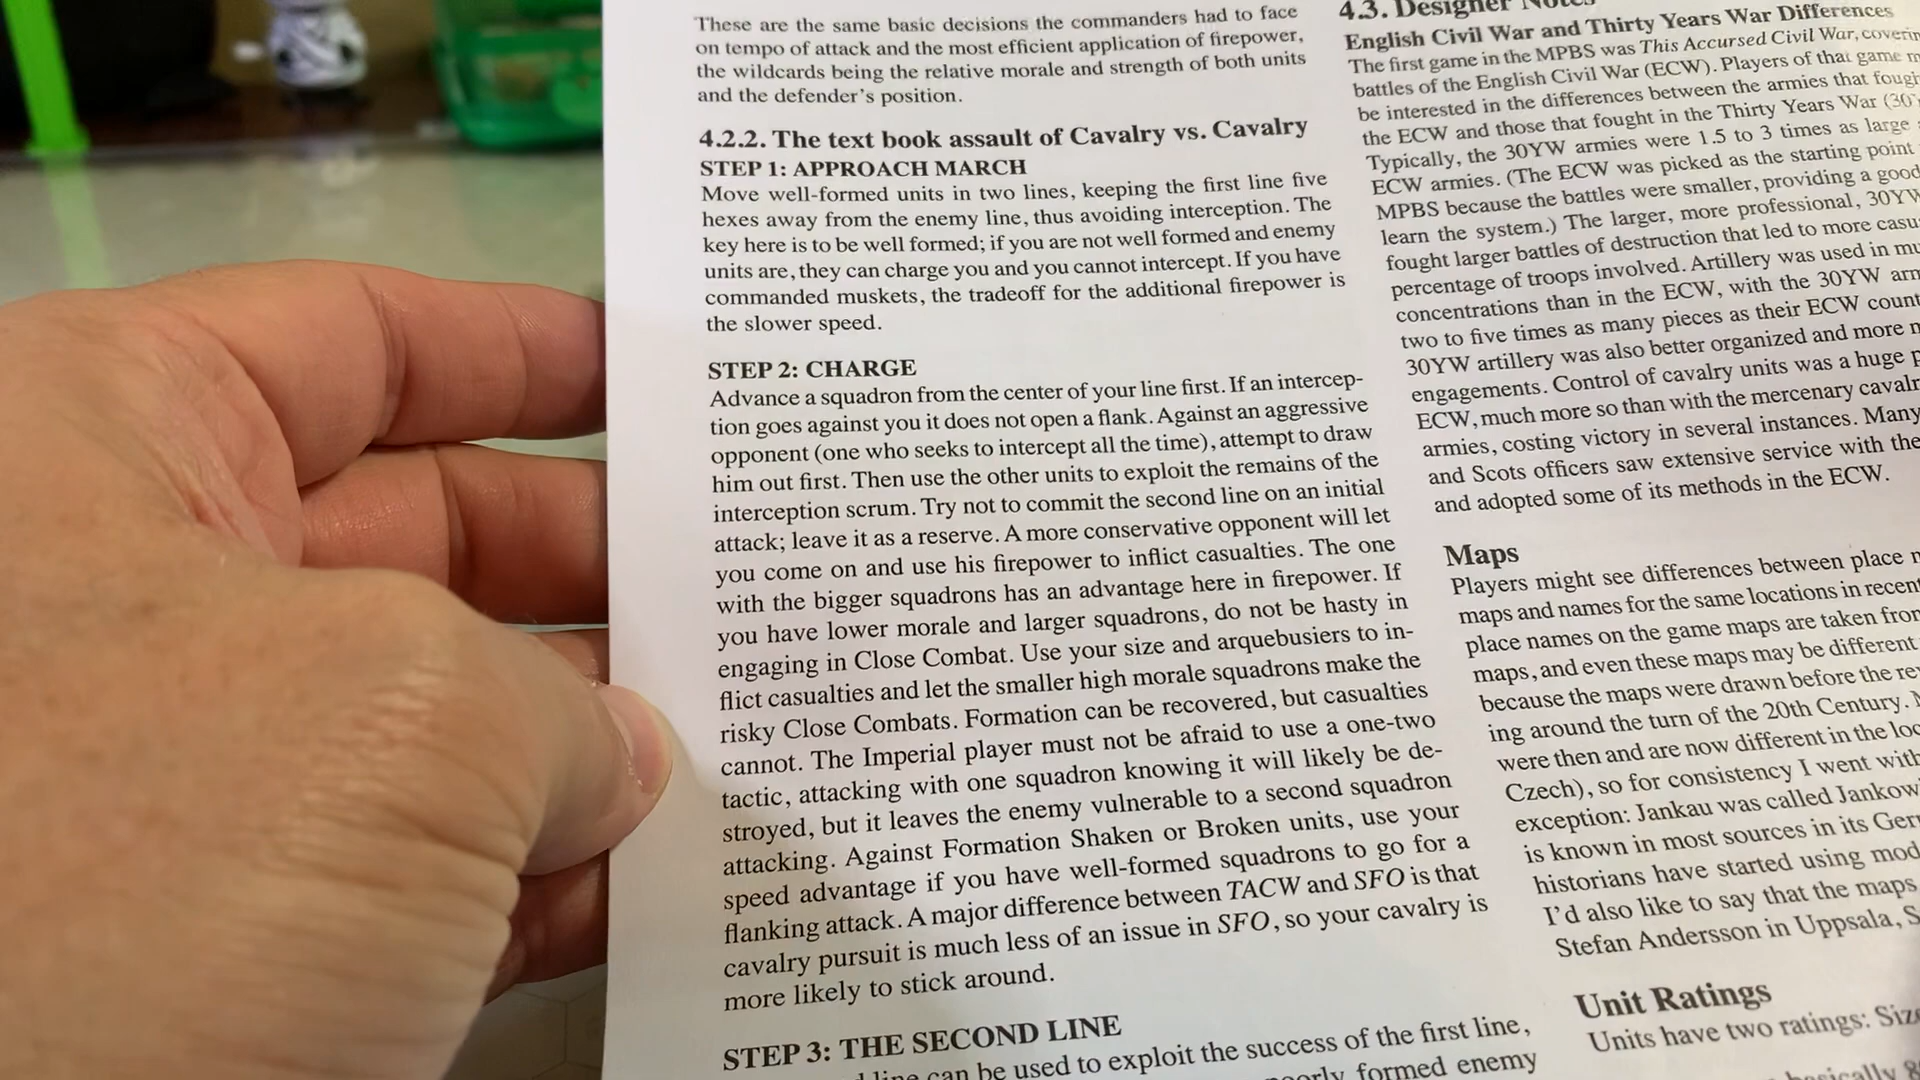 These are the same basic decisions the commanders had to face
on tempo of attack and the most efficient application of firepower,
the wildcards being the relative morale and strength of both units
and the defender's position.
4.2.2. The text book assault of Cavalry vs. Cavalry
STEP 1: APPROACH MARCH
Move well-formed units in two lines, keeping the first line five
hexes away from the enemy line, thus avoiding interception. The
key here is to be well formed; if you are not well formed and enemy
units are, they can charge you and you cannot intercept. If you have
commanded muskets, the tradeoff for the additional firepower is
the slower speed.
STEP 2: CHARGE
Advance a squadron from the center of your line first. If an intercep-
tion goes against you it does not open a flank. Against an aggressive
opponent (one who seeks to intercept all the time), attempt to draw
him out first. Then use the other units to exploit the remains of the
interception scrum. Try not to commit the second line on an initial
attack; leave it as a reserve. A more conservative opponent will let
you come on and use his firepower to inflict casualties. The one
with the bigger squadrons has an advantage here in firepower. If
you have lower morale and larger squadrons, do not be hasty in
engaging in Close Combat. Use your size and arquebusiers to in-
flict casualties and let the smaller high morale squadrons make the
risky Close Combats. Formation can be recovered, but casualties
cannot. The Imperial player must not be afraid to use a one-two
tactic, attacking with one squadron knowing it will likely be de-
stroyed, but it leaves the enemy vulnerable to a second squadron
attacking. Against Formation Shaken or Broken units, use your
speed advantage if you have well-formed squadrons to go for a
flanking attack. A major difference between TACW and SFO is that
cavalry pursuit is much less of an issue in SFO, so your cavalry is
more likely to stick around.
STEP 3: THE SECOND LINE
line can be used to exploit the success of the first line,
formed enemy
4.3. Designer Notes
English Civil War and Thirty Years War Differences
The first game in the MPBS was This Accursed Civil War,
battles of the English Civil War (ECW). Players of that game
be interested in the differences between the armies that
the ECW and those that fought in the Thirty Years War
Typically, the 30YW armies were 1.5 to 3 times as large
ECW armies. (The ECW was picked as the starting point
MPBS because the battles were smaller, providing a good
learn the system.) The larger, more professional,
fought larger battles of destruction that led to more
percentage of troops involved. Artillery was used in
concentrations than in the ECW, with the 30YW
two to five times as many pieces as their ECW
30YW artillery was also better organized and more
engagements. Control of cavalry units was a huge
ECW, much more so than with the mercenary
armies, costing victory in several instances. Many
and Scots officers saw extensive service with the
and adopted some of its methods in the ECW.
Maps
Players might see differences between place
maps and names for the same locations in
place names on the game maps are taken
maps, and even these maps may be different
because the maps were drawn before the
ing around the turn of the 20th Century.
were then and are now different in the
Czech), so for consistency I went with
exception: Jankau was called
is known in most sources in its
historians have started using
I'd also like to say that the maps
Stefan Andersson in Uppsala,
Unit Ratings
Units have two ratings:
basically